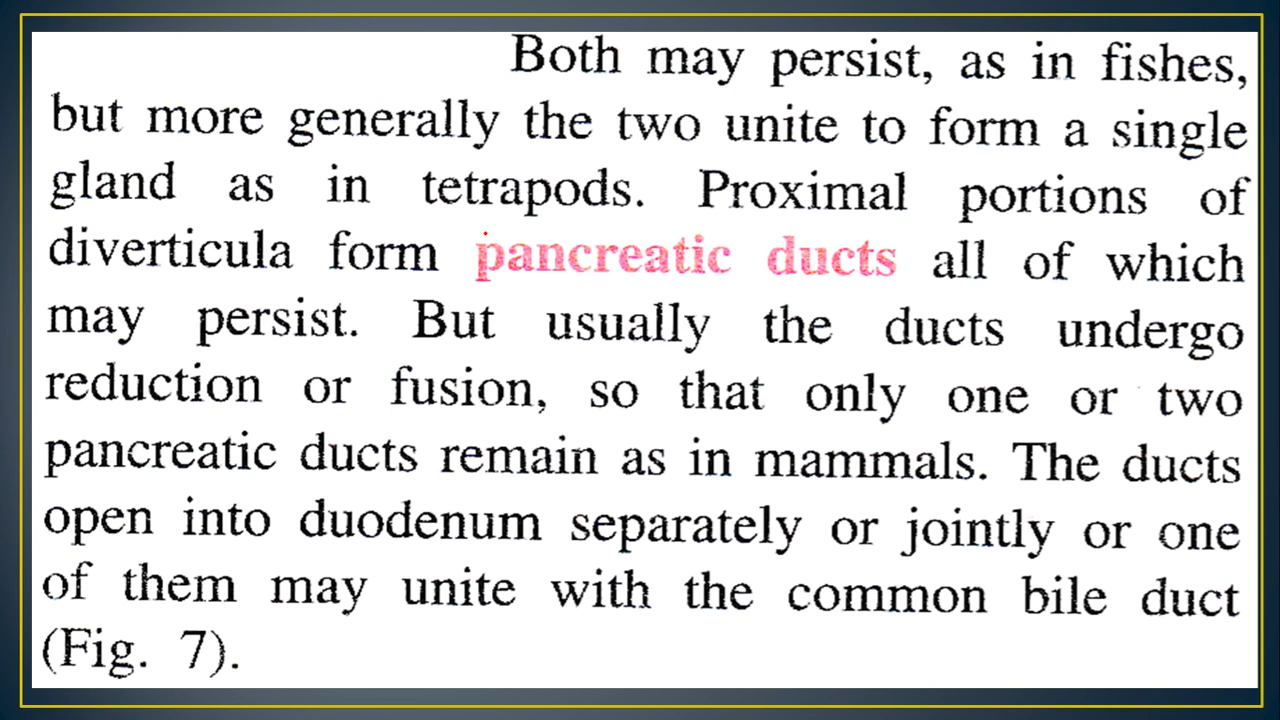 Both may persist, as in fishes,
but more generally the two unite to form a single
gland as in tetrapods. Proximal portions of
diverticula form pancreatic ducts all of which
may persist. But usually the ducts undergo
reduction or fusion, so that only one or two
pancreatic ducts remain as in mammals. The ducts
open into duodenum separately or jointly or one
of them may unite with the common bile duct
(Fig. 7).